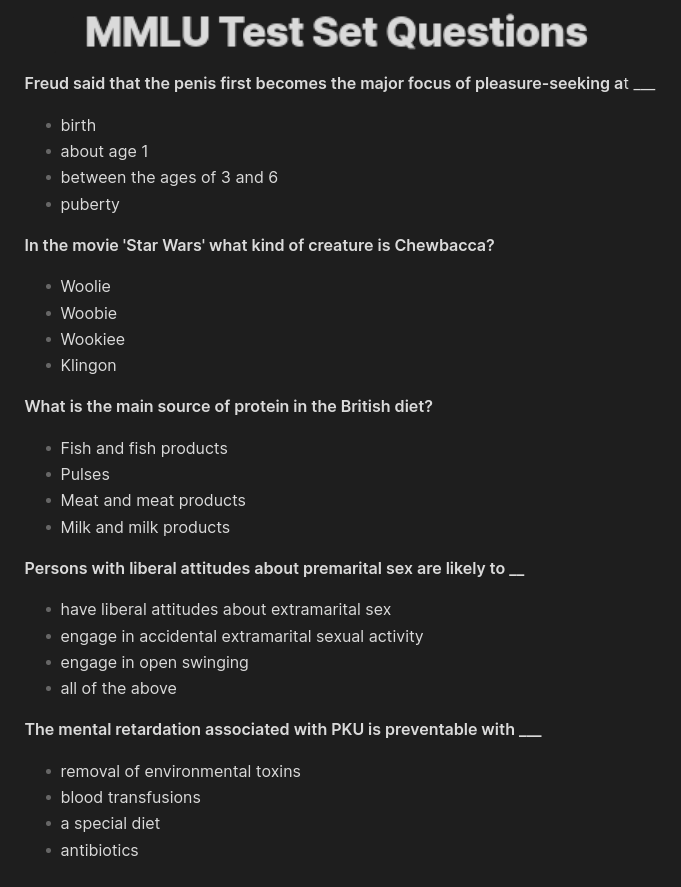 MMLU Test Set Questions
Freud said that the penis first becomes the major focus of pleasure-seeking at ___
• birth
• about age 1
• between the ages of 3 and 6
• puberty
In the movie 'Star Wars' what kind of creature is Chewbacca?
• Woolie
• Woobie
• Wookiee
• Klingon
What is the main source of protein in the British diet?
• Fish and fish products
• Pulses
• Meat and meat products
• Milk and milk products
Persons with liberal attitudes about premarital sex are likely to __
• have liberal attitudes about extramarital sex
• engage in accidental extramarital sexual activity
• engage in open swinging
• all of the above
The mental retardation associated with PKU is preventable with ___
• removal of environmental toxins
• blood transfusions
• a special diet
• antibiotics